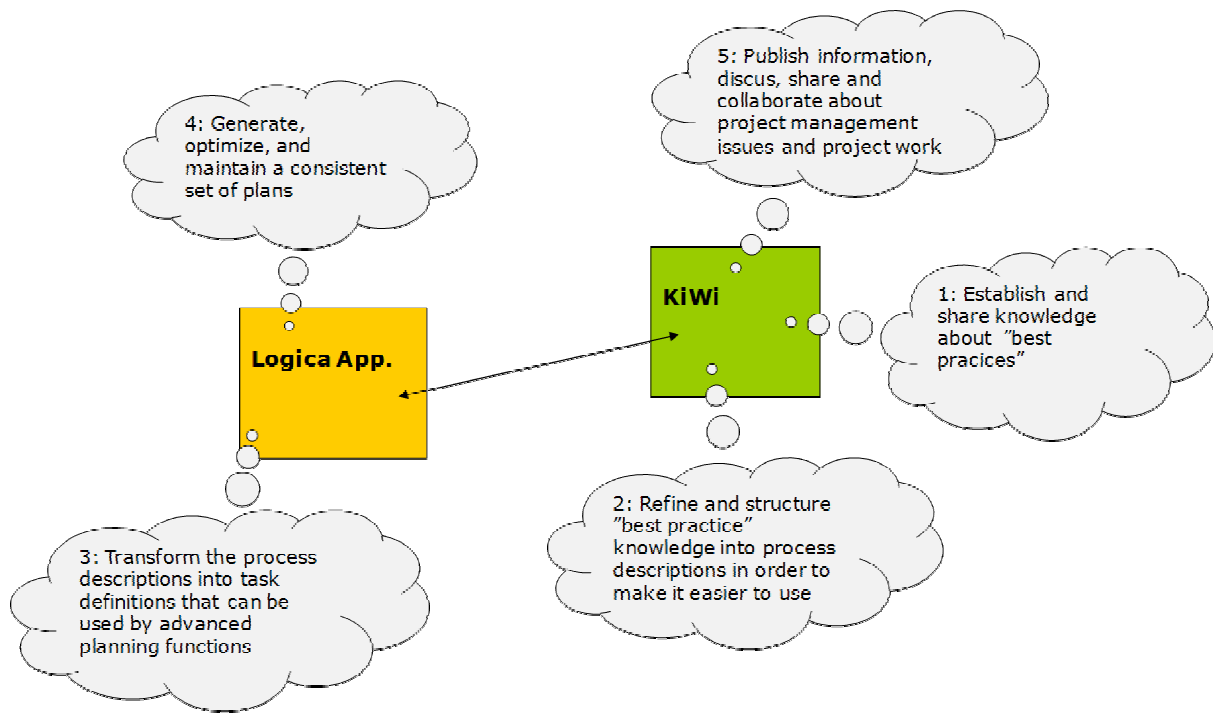 5: Publish information,
discus, share and
collaborate about
project management
issues and project work
4: Generate,
optimize, and
maintain a consistent
set of plans
KiWi
1: Establish and
share knowledge
about ”best
pracices”
Logica App.
2: Refine and structure
”best practice”
knowledge into process
descriptions in order to
make it easier to use
3: Transform the process
descriptions into task
definitions that can be
used by advanced
planning functions